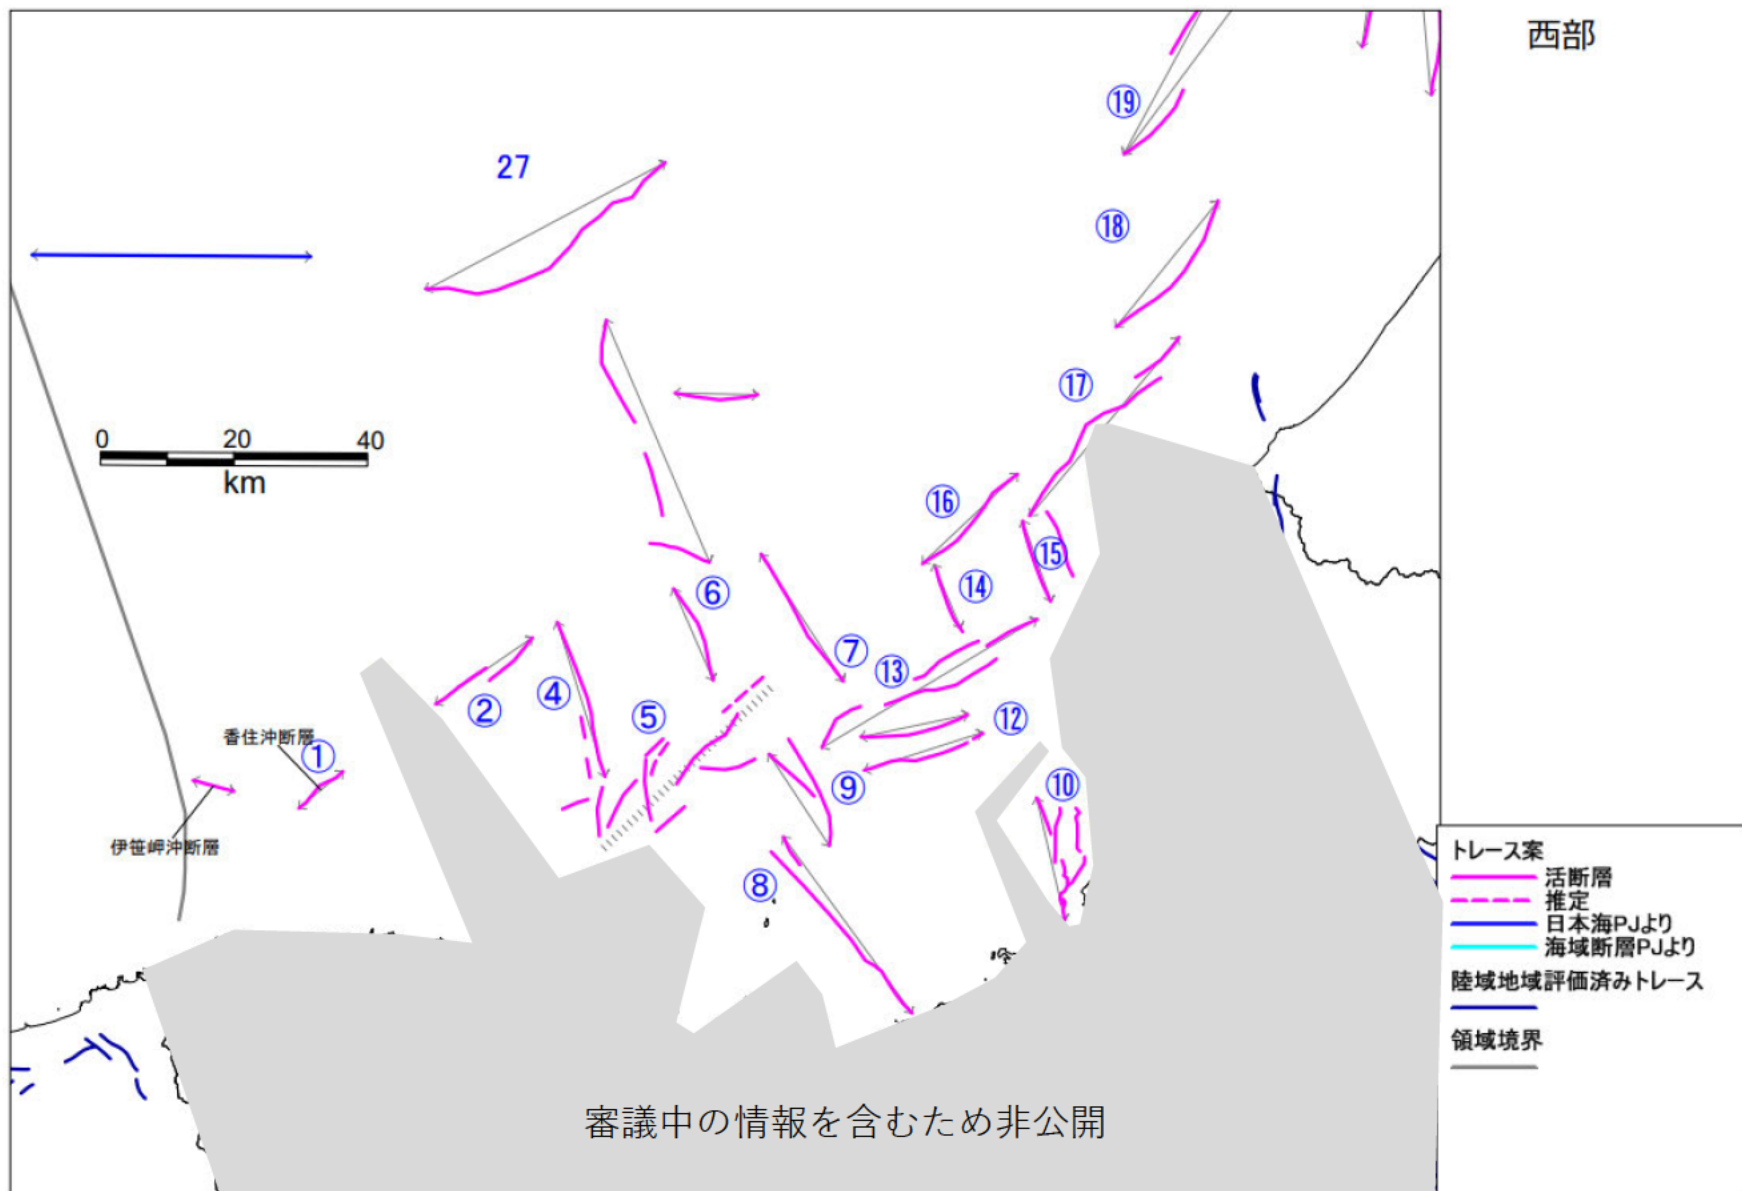 西部
⑲
27
⑱
⑰
0 20 40
km
⑯
⑮
⑭
⑥
⑦
⑬
②
④
⑤
⑫
香住沖断層
①
⑨
⑩
伊笹岬沖断層
⑧
トレース案
活断層
推定
日本海PJより
海域断層PJより
陸域地域評価済みトレース
領域境界
審議中の情報を含むため非公開